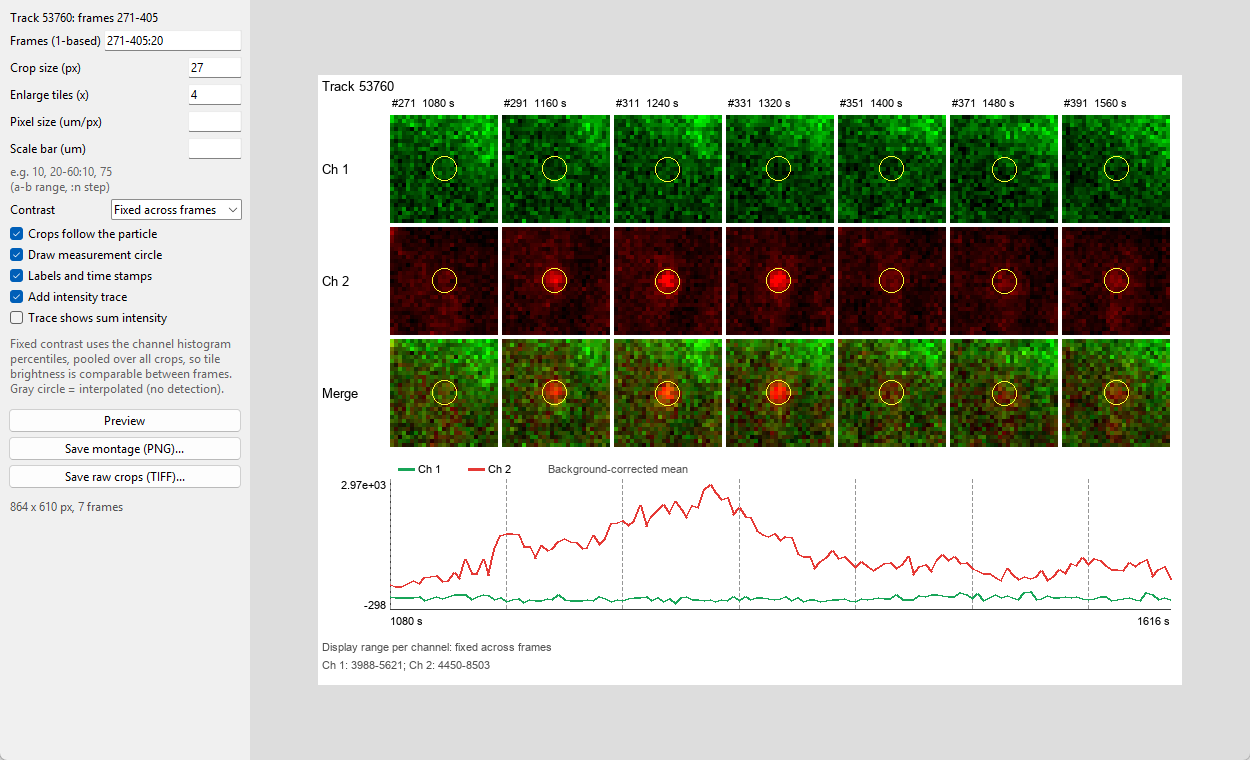 Track 53760: frames 271-405
Frames (1-based) 271-405:20
Crop size (px) 27
Enlarge tiles (x) 4
Pixel size (um/px)
Scale bar (um)
e.g. 10, 20-60:10, 75
(a-b range, :n step)
Contrast Fixed across frames
Crops follow the particle
Draw measurement circle
Labels and time stamps
Add intensity trace
Trace shows sum intensity
Fixed contrast uses the channel histogram
percentiles, pooled over all crops, so tile
brightness is comparable between frames.
Gray circle = interpolated (no detection).
Preview
Save montage (PNG)...
Save raw crops (TIFF)...
864 x 610 px, 7 frames
Track 53760
#271 1080 s #291 1160 s #311 1240 s #331 1320 s #351 1400 s #371 1480 s #391 1560 s
Ch 1
Ch 2
Merge
Ch 1 Ch 2 Background-corrected mean
2.97e+03
-298
1080 s 1616 s
Display range per channel: fixed across frames
Ch 1: 3988-5621; Ch 2: 4450-8503